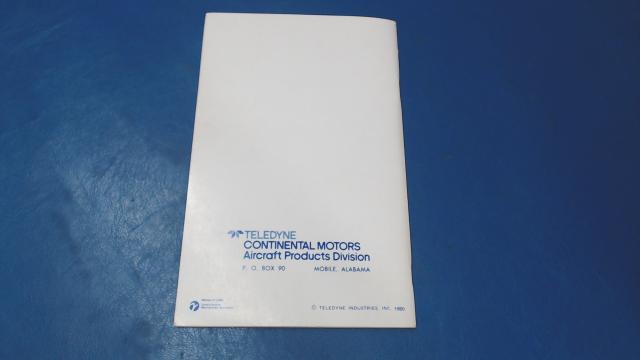 TELEDYNE
CONTINENTAL MOTORS
Aircraft Products Division
P. O. BOX 90 MOBILE, ALABAMA
© TELEDYNE INDUSTRIES, INC. 1980